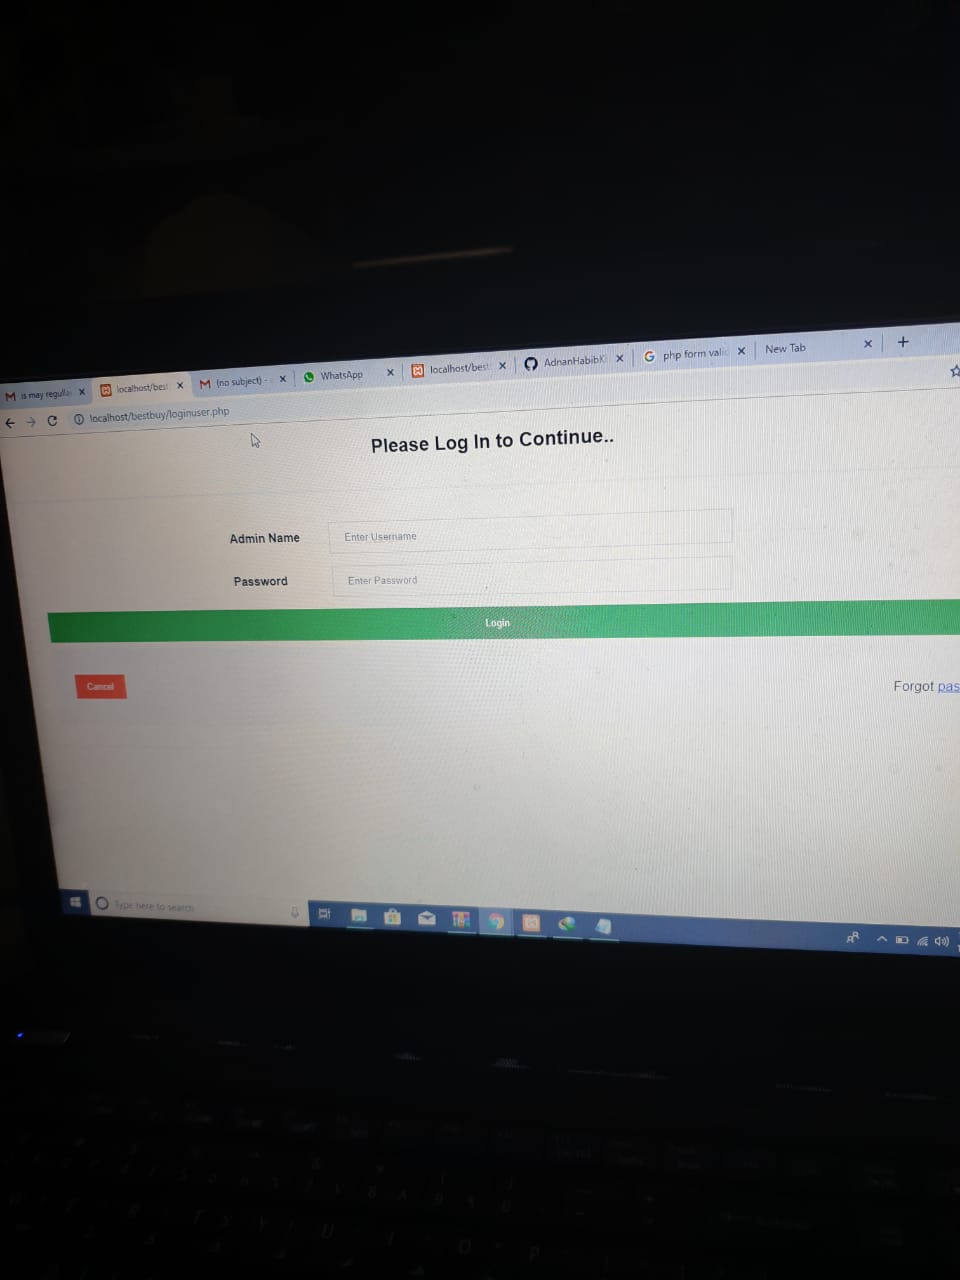 is may regulla
localhost/best
(no subject) -
WhatsApp
localhost/best
AdnanHabibK
php form valid
New Tab
localhost/bestbuy/loginuser.php
Please Log In to Continue..
Admin Name
Enter Username
Password
Enter Password
Login
Cancel
Forgot pas
Type here to search